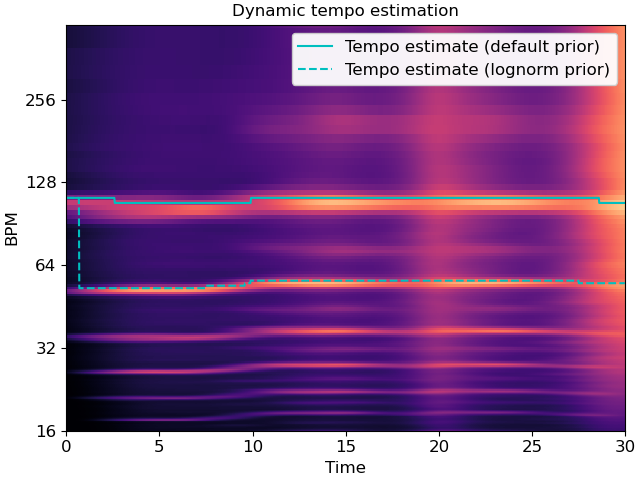 Dynamic tempo estimation
Tempo estimate (default prior)
Tempo estimate (lognorm prior)
256
128
64
32
16
BPM
0 5 10 15 20 25 30
Time